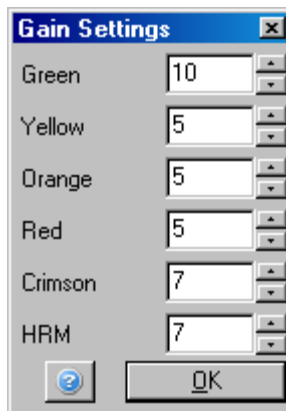 Gain Settings
Green 10
Yellow 5
Orange 5
Red 5
Crimson 7
HRM 7
OK